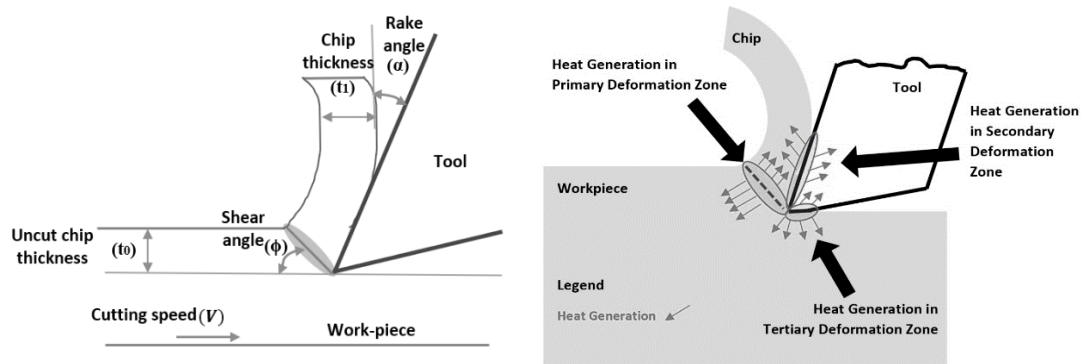 Chip
thickness
(t1)
Rake
angle
(α)
Tool
Shear
angle
(ϕ)
Uncut chip
thickness
(t0)
Cutting speed(V)
Work-piece
Chip
Heat Generation in
Primary Deformation Zone
Tool
Heat Generation
in Secondary
Deformation
Zone
Workpiece
Legend
Heat Generation
Heat Generation in
Tertiary Deformation Zone